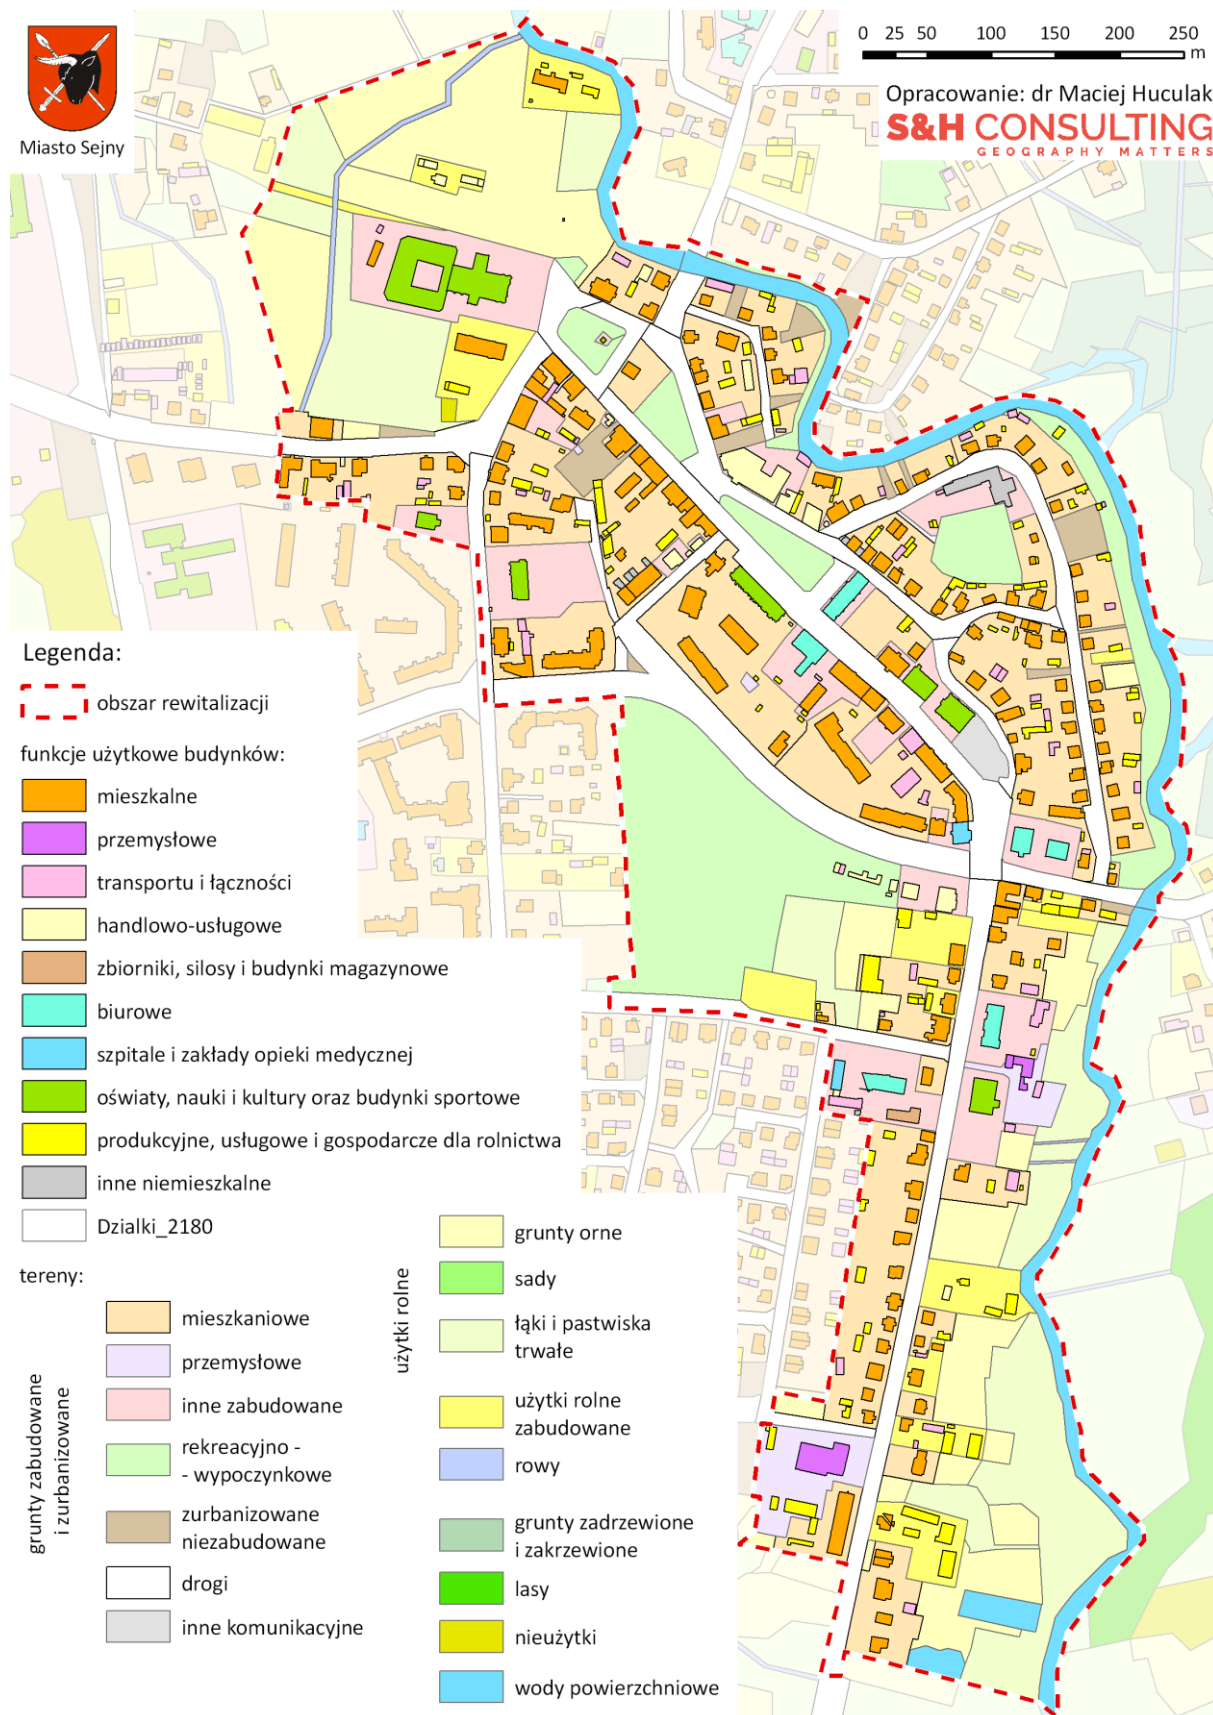 Miasto Sejny
0 25 50 100 150 200 250
m
Opracowanie: dr Maciej Huculak
S&H CONSULTING
GEOGRAPHY MATTERS
Legenda:
obszar rewitalizacji
funkcje użytkowe budynków:
mieszkalne
przemysłowe
transportu i łączności
handlowo-usługowe
zbiorniki, silosy i budynki magazynowe
biurowe
szpitale i zakłady opieki medycznej
oświaty, nauki i kultury oraz budynki sportowe
produkcyjne, usługowe i gospodarcze dla rolnictwa
inne niemieszkalne
Dzialki_2180
tereny:
grunty zabudowane
i zurbanizowane
mieszkaniowe
przemysłowe
inne zabudowane
rekreacyjno -
- wypoczynkowe
zurbanizowane
niezabudowane
drogi
inne komunikacyjne
użytki rolne
grunty orne
sady
łąki i pastwiska
trwałe
użytki rolne
zabudowane
rowy
grunty zadrzewione
i zakrzewione
lasy
nieużytki
wody powierzchniowe